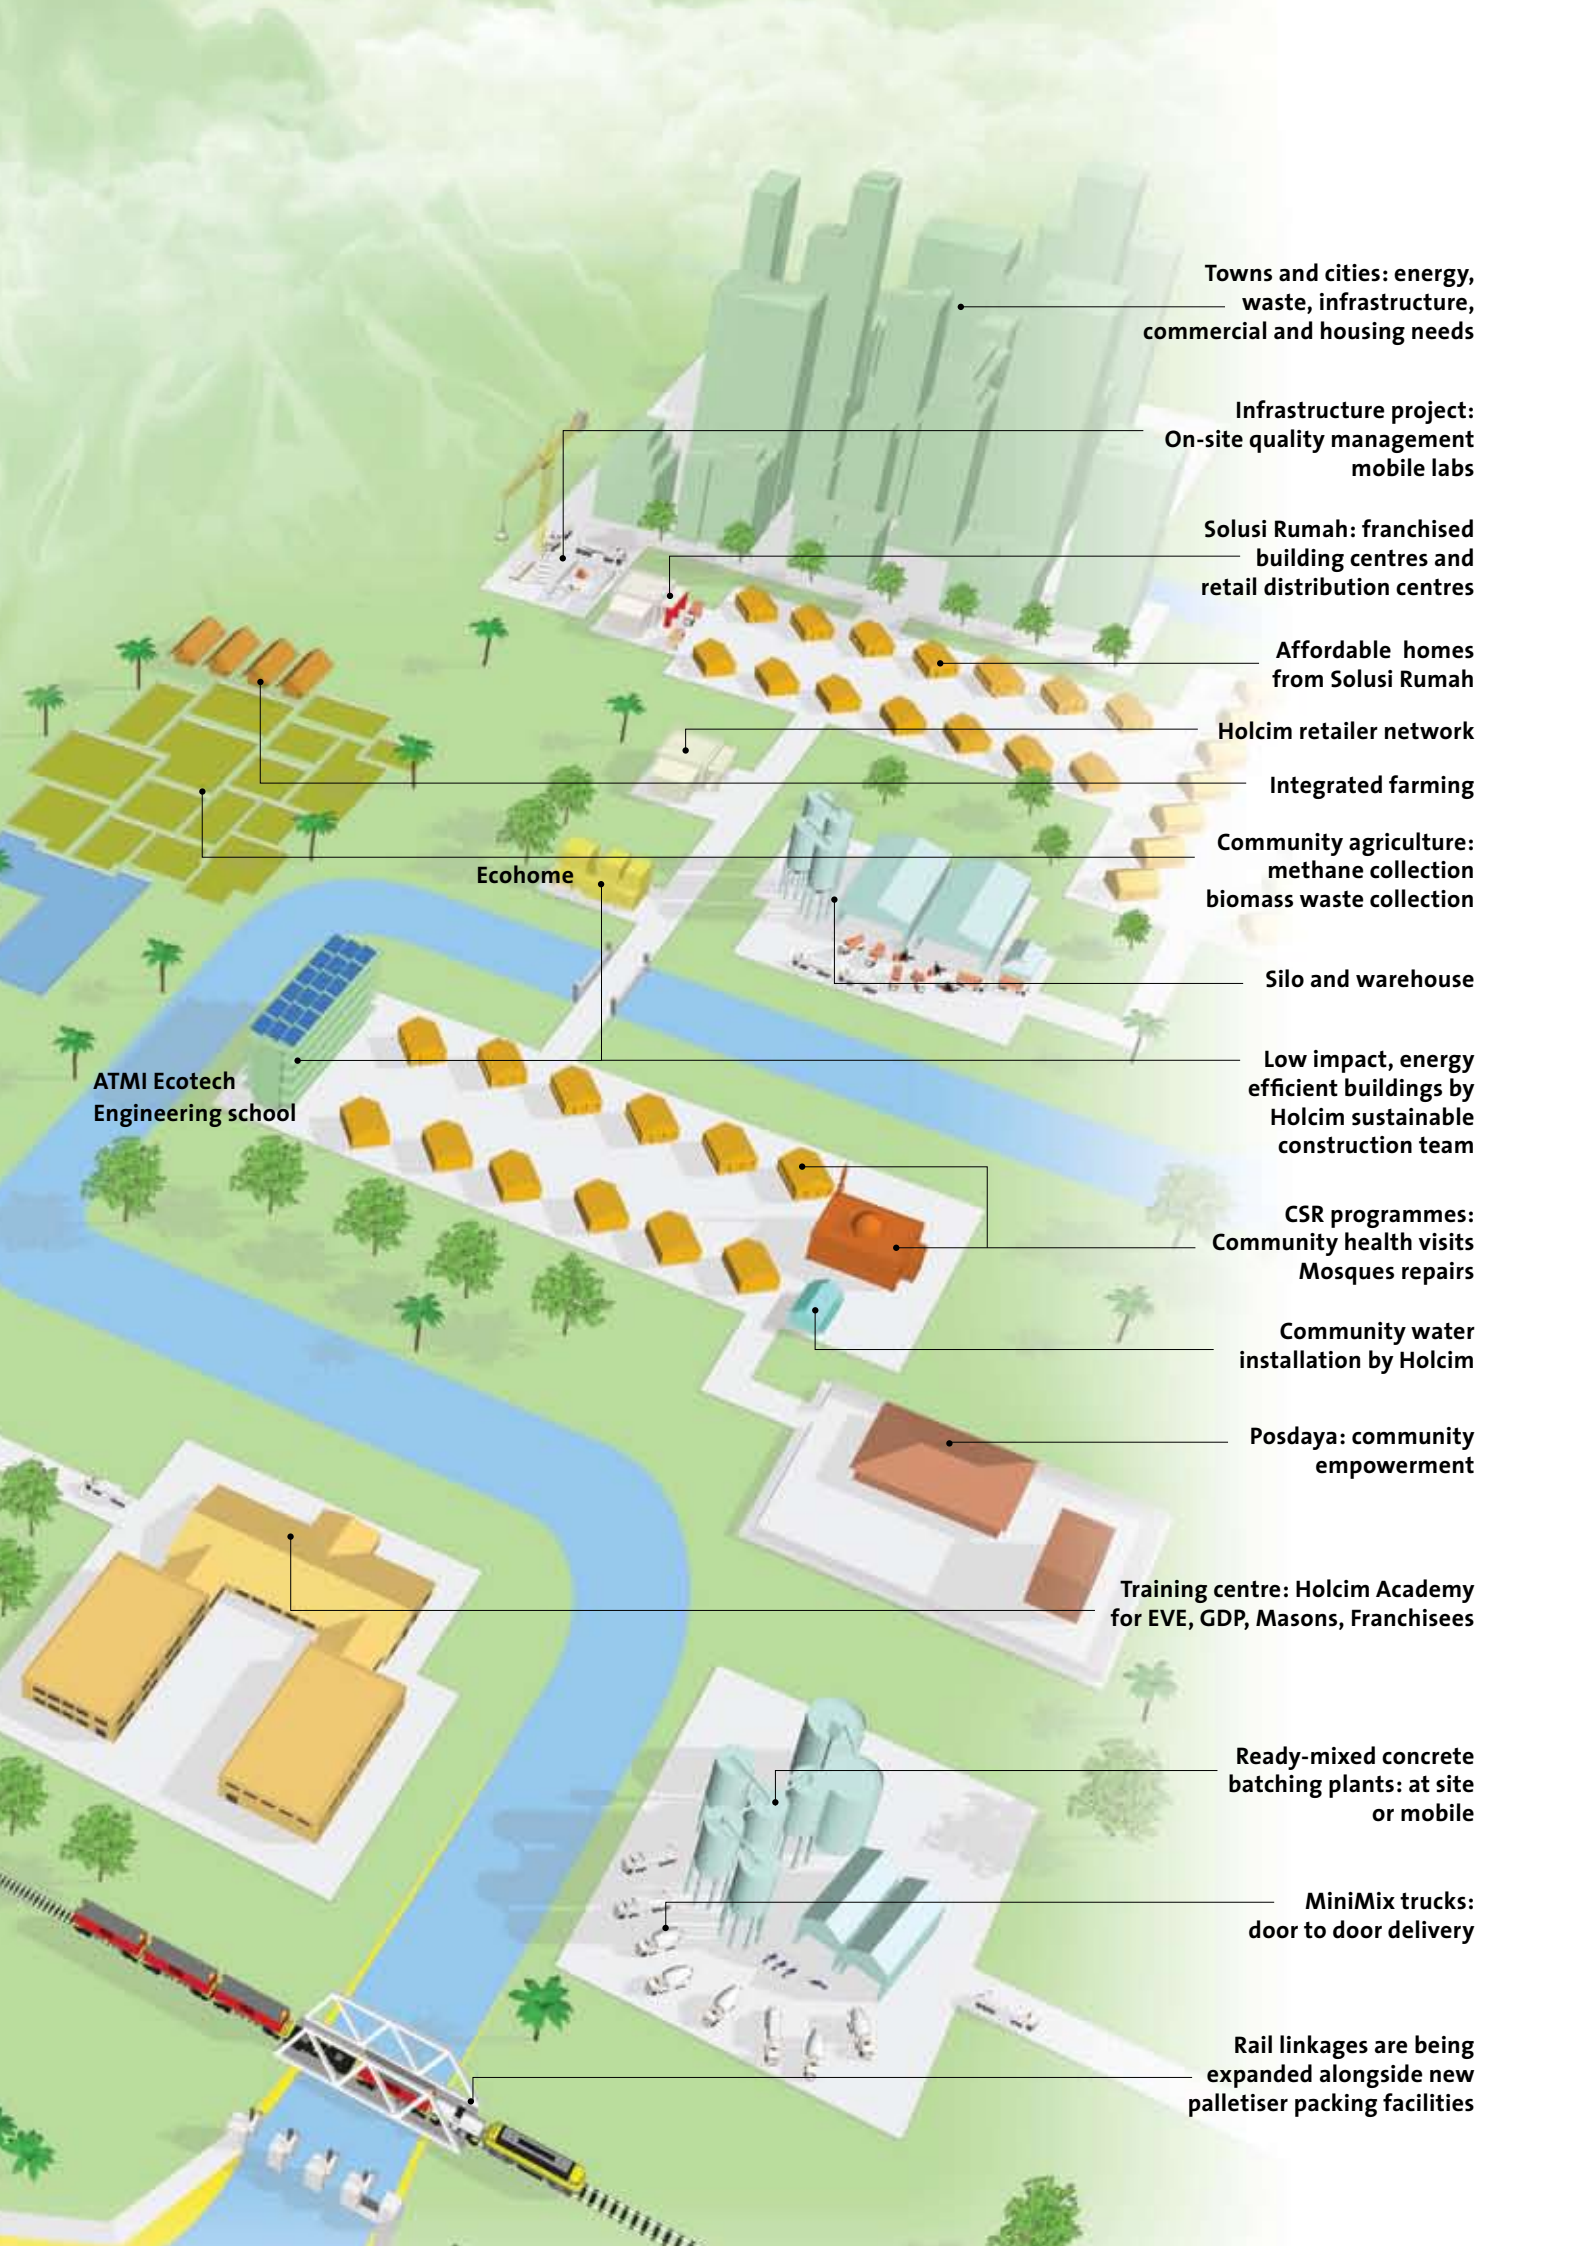 Towns and cities: energy,
waste, infrastructure,
commercial and housing needs
Infrastructure project:
On-site quality management
mobile labs
Solusi Rumah: franchised
building centres and
retail distribution centres
Affordable homes
from Solusi Rumah
Holcim retailer network
Integrated farming
Community agriculture:
methane collection
biomass waste collection
Ecohome
Silo and warehouse
Low impact, energy
efficient buildings by
Holcim sustainable
construction team
ATMI Ecotech
Engineering school
CSR programmes:
Community health visits
Mosques repairs
Community water
installation by Holcim
Posdaya: community
empowerment
Training centre: Holcim Academy
for EVE, GDP, Masons, Franchisees
Ready-mixed concrete
batching plants: at site
or mobile
MiniMix trucks:
door to door delivery
Rail linkages are being
expanded alongside new
palletiser packing facilities